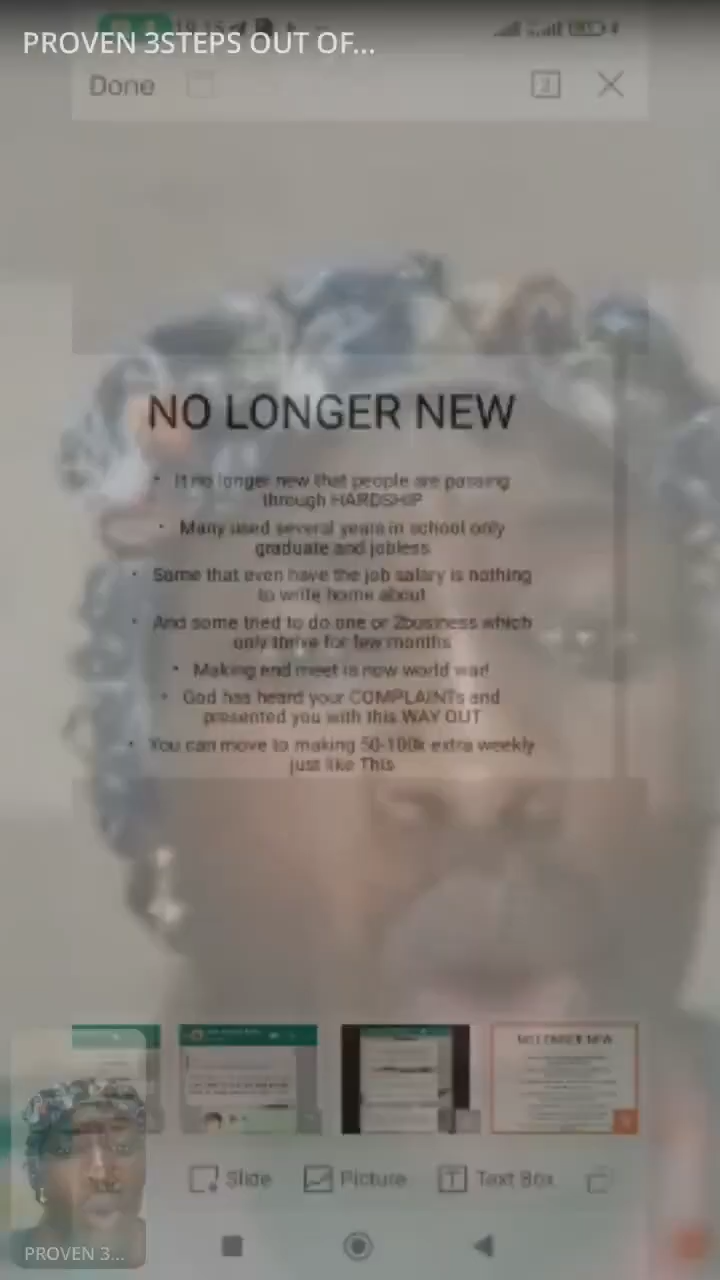 PROVEN 3STEPS OUT OF...
Done
2
NO LONGER NEW
• It no longer new that people are passing
through HARDSHIP
• Many used several years in school only
graduate and jobless
• Some that even have the job salary is nothing
to write home about
• And some tried to do one or 2business which
only thrive for few months
• Making end meet is now world war!
• God has heard your COMPLAINTs and
presented you with this WAY OUT
• You can move to making 50-100k extra weekly
just like This
NO LONGER NEW
Slide
Picture
Text Box
PROVEN 3...